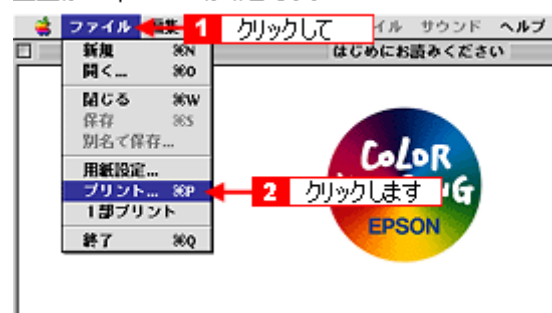 ファイル 編集 1 クリックして イル サウンド ヘルプ
はじめにお読みください
新規 ⌘N
開く... ⌘O
閉じる ⌘W
保存 ⌘S
別名で保存...
用紙設定...
プリント... ⌘P 2 クリックします
1部プリント
終了 ⌘Q
COLOR
G
EPSON